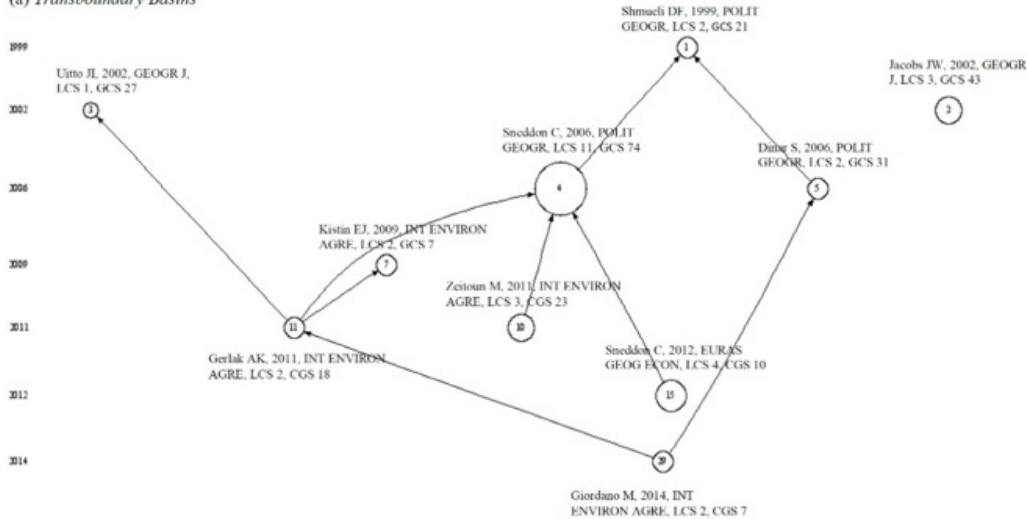 (a) Transboundary Basins
Shmueli DF, 1999, POLIT
GEOGR, LCS 2, GCS 21
1999
1
Uitto JI, 2002, GEOGR J,
LCS 1, GCS 27
Jacobs JW, 2002, GEOGR
J, LCS 3, GCS 43
2002
3
2
Sneddon C, 2006, POLIT
GEOGR, LCS 11, GCS 74
Dinar S, 2006, POLIT
GEOGR, LCS 2, GCS 31
2006
4
5
Kistin EJ, 2009, INT ENVIRON
AGRE, LCS 2, GCS 7
2009
7
Zeitoun M, 2011, INT ENVIRON
AGRE, LCS 3, CGS 23
2011
11
10
Gerlak AK, 2011, INT ENVIRON
AGRE, LCS 2, CGS 18
Sneddon C, 2012, EURAS
GEOG ECON, LCS 4, CGS 10
2012
15
2014
Giordano M, 2014, INT
ENVIRON AGRE, LCS 2, CGS 7